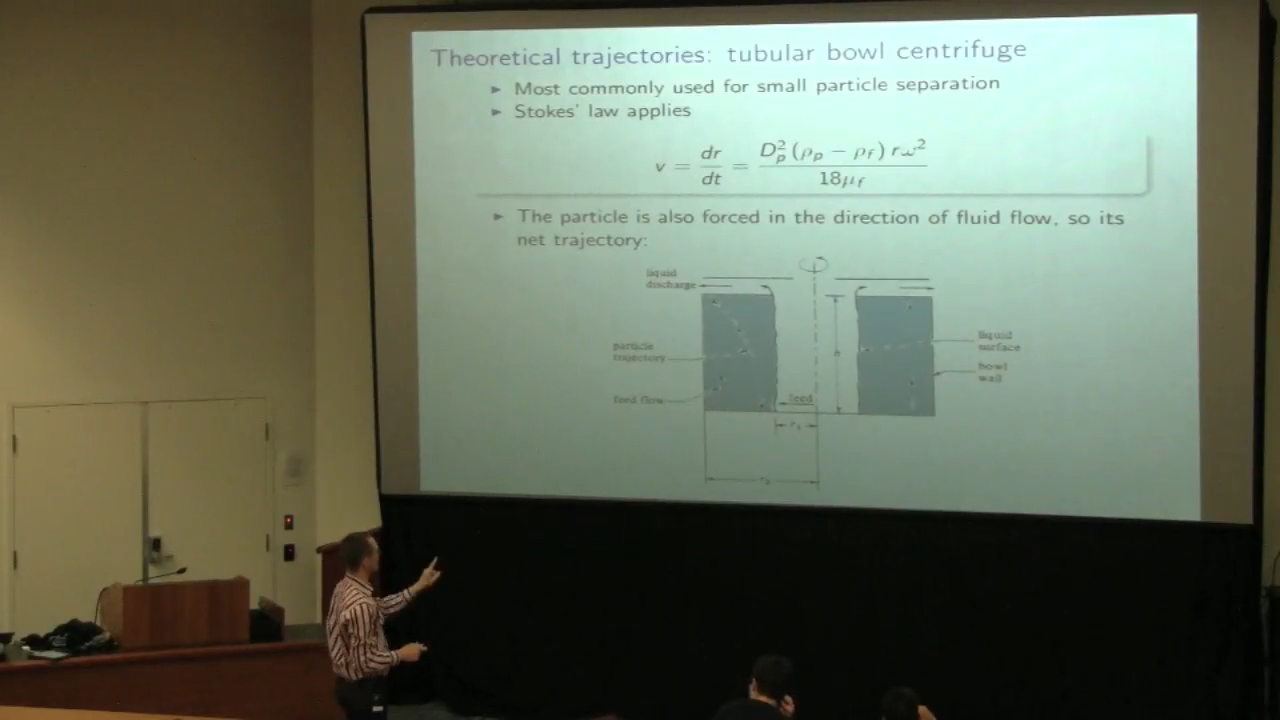 Theoretical trajectories: tubular bowl centrifuge
► Most commonly used for small particle separation
► Stokes' law applies
v = dr/dt = D_p^2 (ρ_p − ρ_f) rω^2 / 18μ_f
► The particle is also forced in the direction of fluid flow, so its
net trajectory:
liquid
discharge
particle
trajectory
feed flow
feed
liquid
surface
bowl
wall
r₁